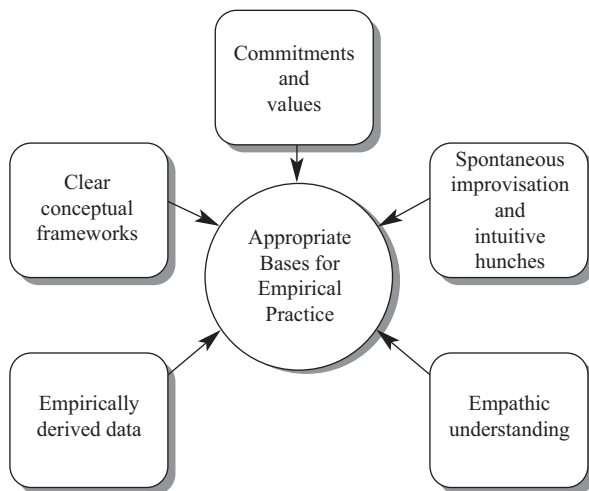 Commitments
and
values
Clear
conceptual
frameworks
Spontaneous
improvisation
and
intuitive
hunches
Appropriate
Bases for
Empirical
Practice
Empirically
derived data
Empathic
understanding